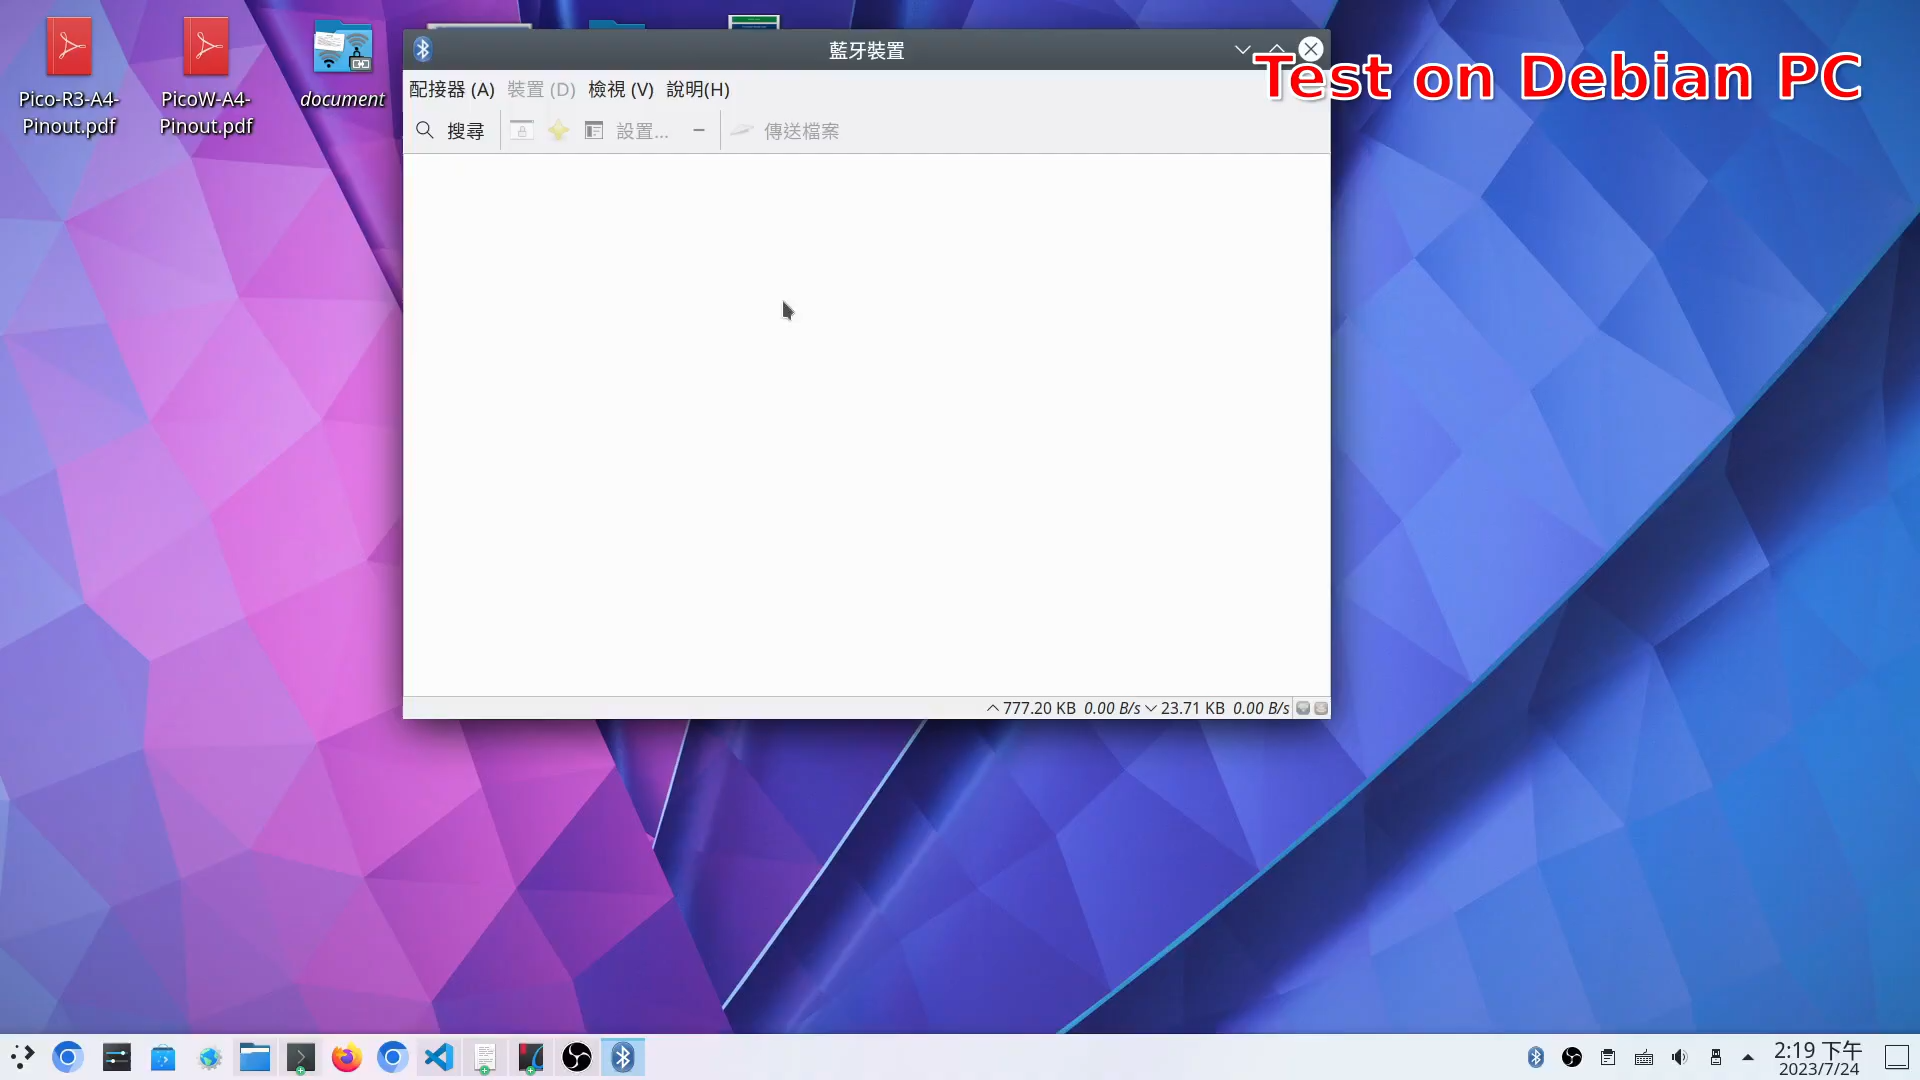 Pico-R3-A4-
Pinout.pdf
PicoW-A4-
Pinout.pdf
document
藍牙裝置
Test on Debian PC
配接器 (A) 裝置 (D) 檢視 (V) 說明(H)
搜尋 設置... 傳送檔案
777.20 KB 0.00 B/s 23.71 KB 0.00 B/s
2:19 下午
2023/7/24